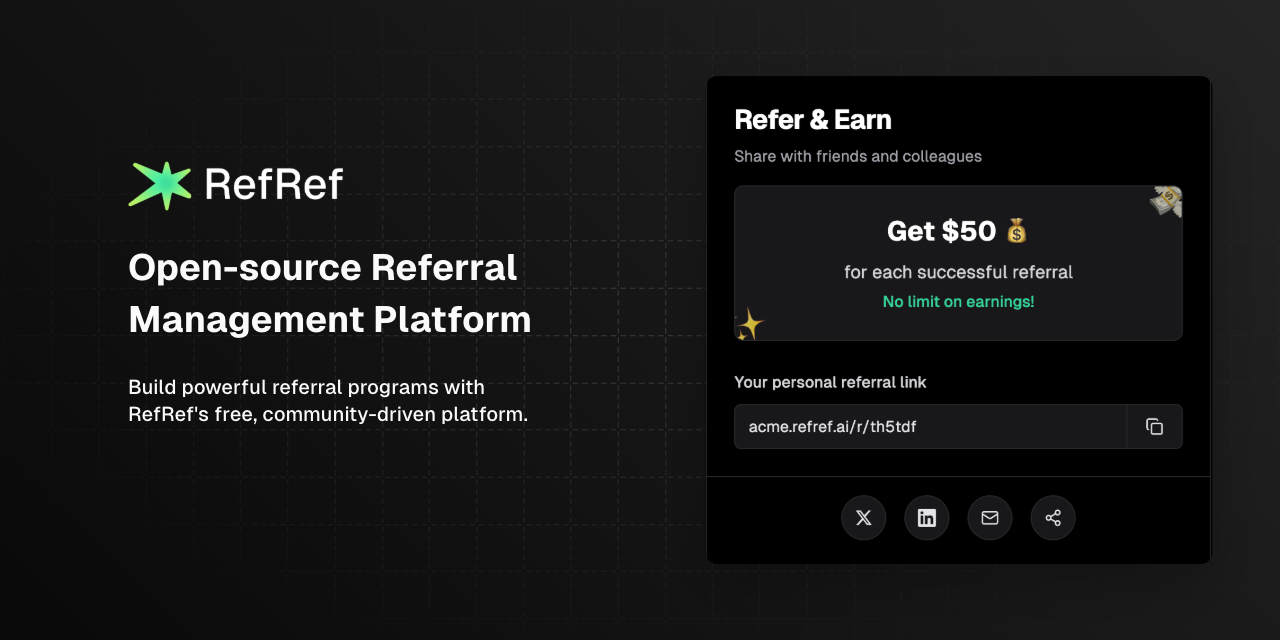 RefRef
Open-source Referral
Management Platform
Build powerful referral programs with
RefRef's free, community-driven platform.
Refer & Earn
Share with friends and colleagues
Get $50 💰
for each successful referral
No limit on earnings!
Your personal referral link
acme.refref.ai/r/th5tdf